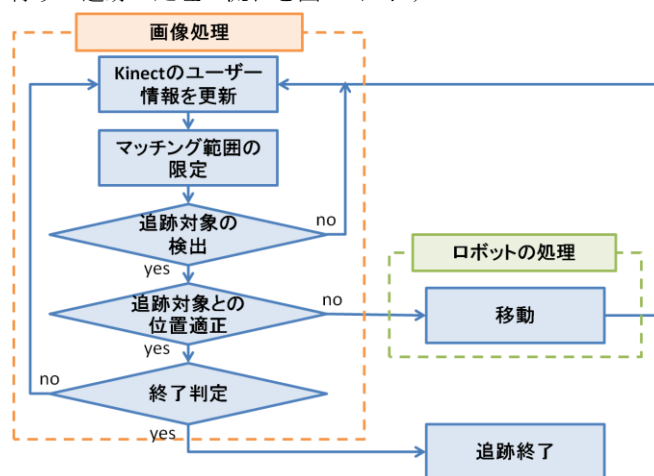 画像処理
Kinectのユーザー
情報を更新
マッチング範囲の
限定
追跡対象の
検出
no
yes
ロボットの処理
追跡対象との
位置適正
no
移動
yes
no
終了判定
yes
追跡終了